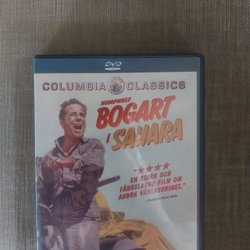 DVD
COLUMBIA CLASSICS
HUMPHREY
BOGART
I SAHARA
"★★★★
EN STARK OCH
FÄNGSLANDE FILM OM
ANDRA VÄRLDSKRIGET."